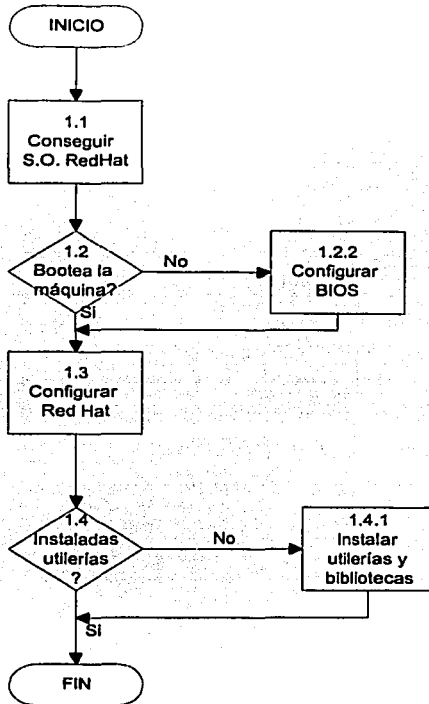 INICIO
1.1
Conseguir
S.O. RedHat
1.2
Bootea la
máquina?
No
1.2.2
Configurar
BIOS
Si
1.3
Configurar
Red Hat
1.4
Instaladas
utilerías
?
No
1.4.1
Instalar
utilerías y
bibliotecas
Si
FIN